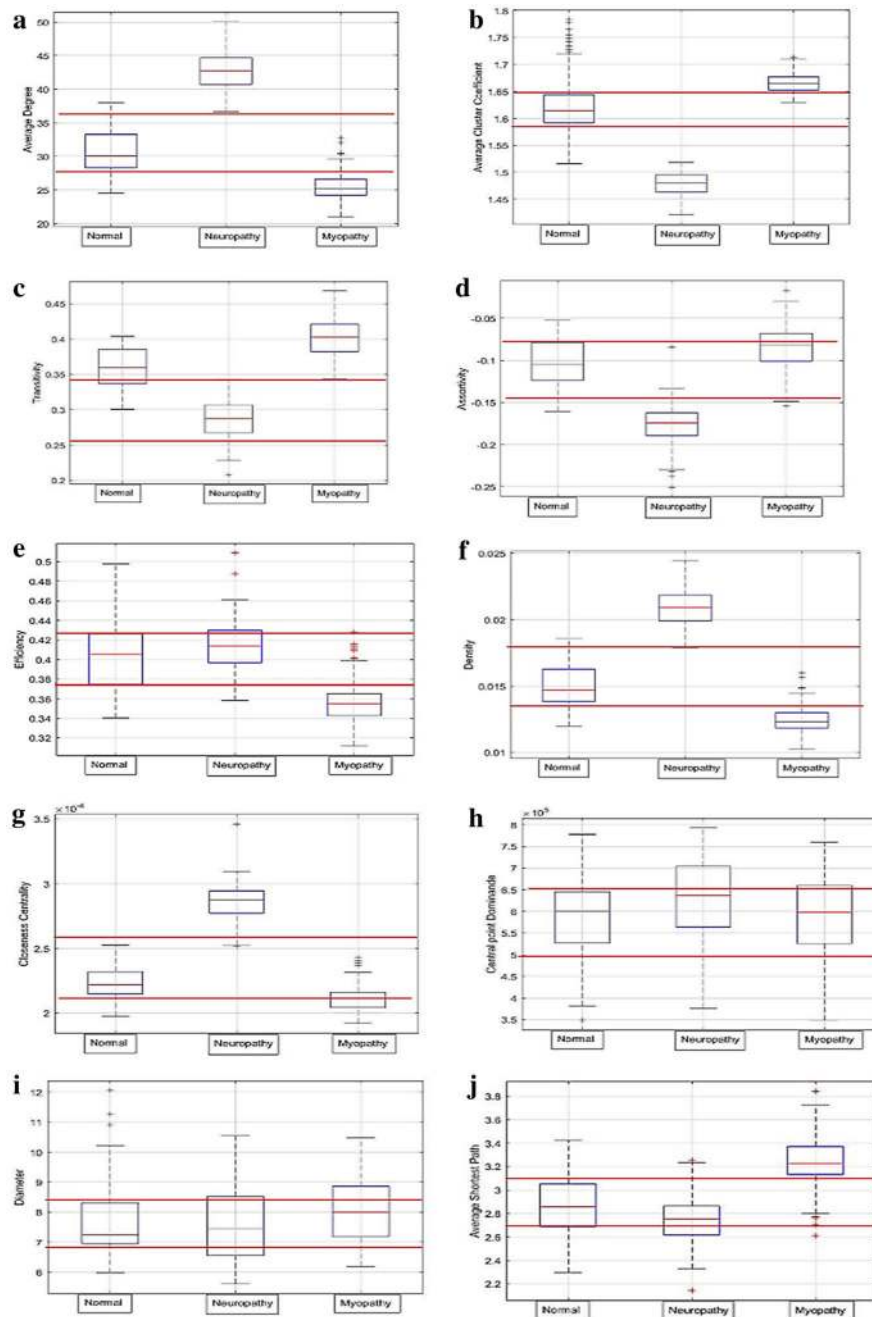 a
Average Degree
50
45
40
35
30
25
20
Normal
Neuropathy
Myopathy
b
Average Cluster Coefficient
1.8
1.75
1.7
1.65
1.6
1.55
1.5
1.45
Normal
Neuropathy
Myopathy
c
Transitivity
0.45
0.4
0.35
0.3
0.25
0.2
Normal
Neuropathy
Myopathy
d
Assortivity
-0.05
-0.1
-0.15
-0.2
-0.25
Normal
Neuropathy
Myopathy
e
Efficiency
0.5
0.48
0.46
0.44
0.42
0.4
0.38
0.36
0.34
0.32
Normal
Neuropathy
Myopathy
f
Density
0.025
0.02
0.015
0.01
Normal
Neuropathy
Myopathy
g
Closeness Centrality
3.5
3
2.5
2
Normal
Neuropathy
Myopathy
h
Central point Dominande
8
7.5
7
6.5
6
5.5
5
4.5
4
3.5
Normal
Neuropathy
Myopathy
i
Diameter
12
11
10
9
8
7
6
Normal
Neuropathy
Myopathy
j
Average Shortest Path
3.8
3.6
3.4
3.2
3
2.8
2.6
2.4
2.2
Normal
Neuropathy
Myopathy